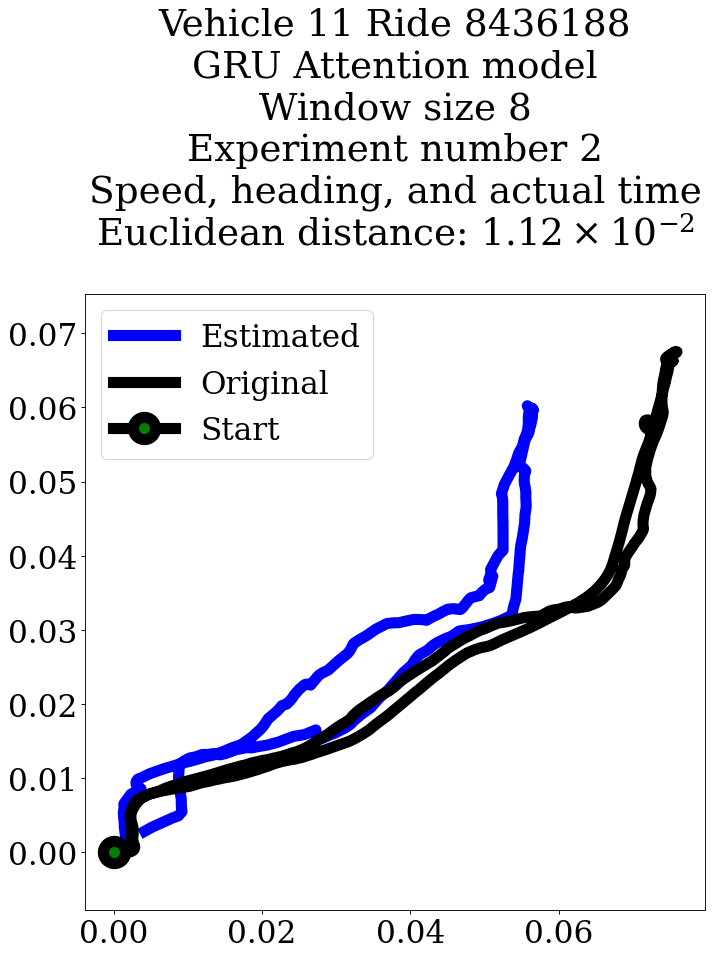 Vehicle 11 Ride 8436188
GRU Attention model
Window size 8
Experiment number 2
Speed, heading, and actual time
Euclidean distance: 1.12 × 10⁻²
Estimated
Original
Start
0.07
0.06
0.05
0.04
0.03
0.02
0.01
0.00
0.00 0.02 0.04 0.06